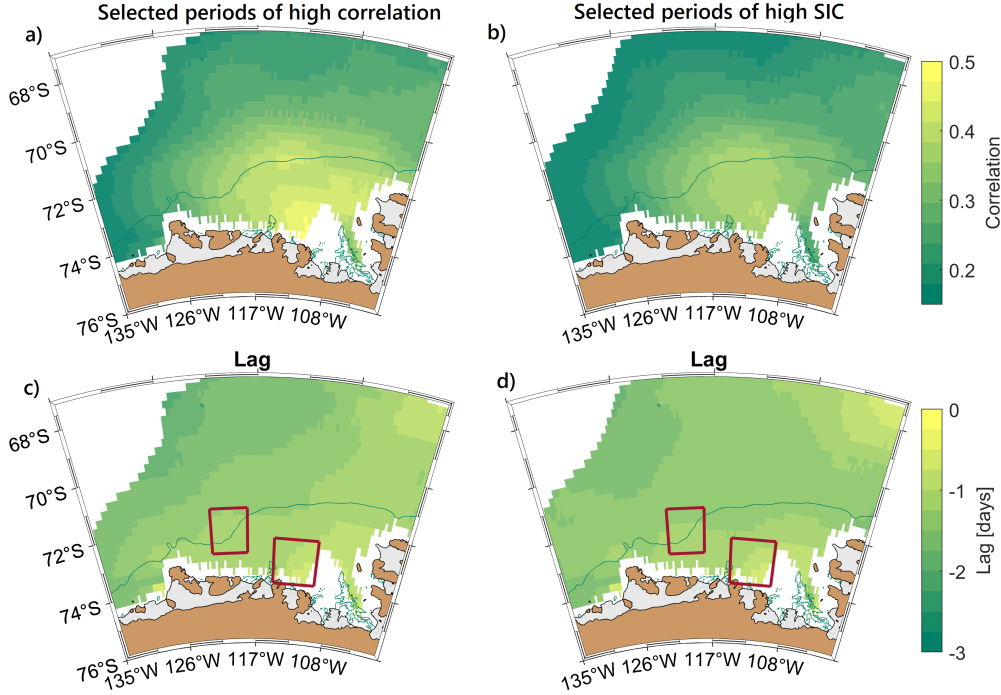 Selected periods of high correlation
Selected periods of high SIC
a)
b)
68°S
70°S
72°S
74°S
76°S
135°W
126°W
117°W
108°W
135°W
126°W
117°W
108°W
0.5
0.4
0.3
0.2
Correlation
Lag
Lag
c)
d)
68°S
70°S
72°S
74°S
76°S
135°W
126°W
117°W
108°W
135°W
126°W
117°W
108°W
0
-1
-2
-3
Lag [days]